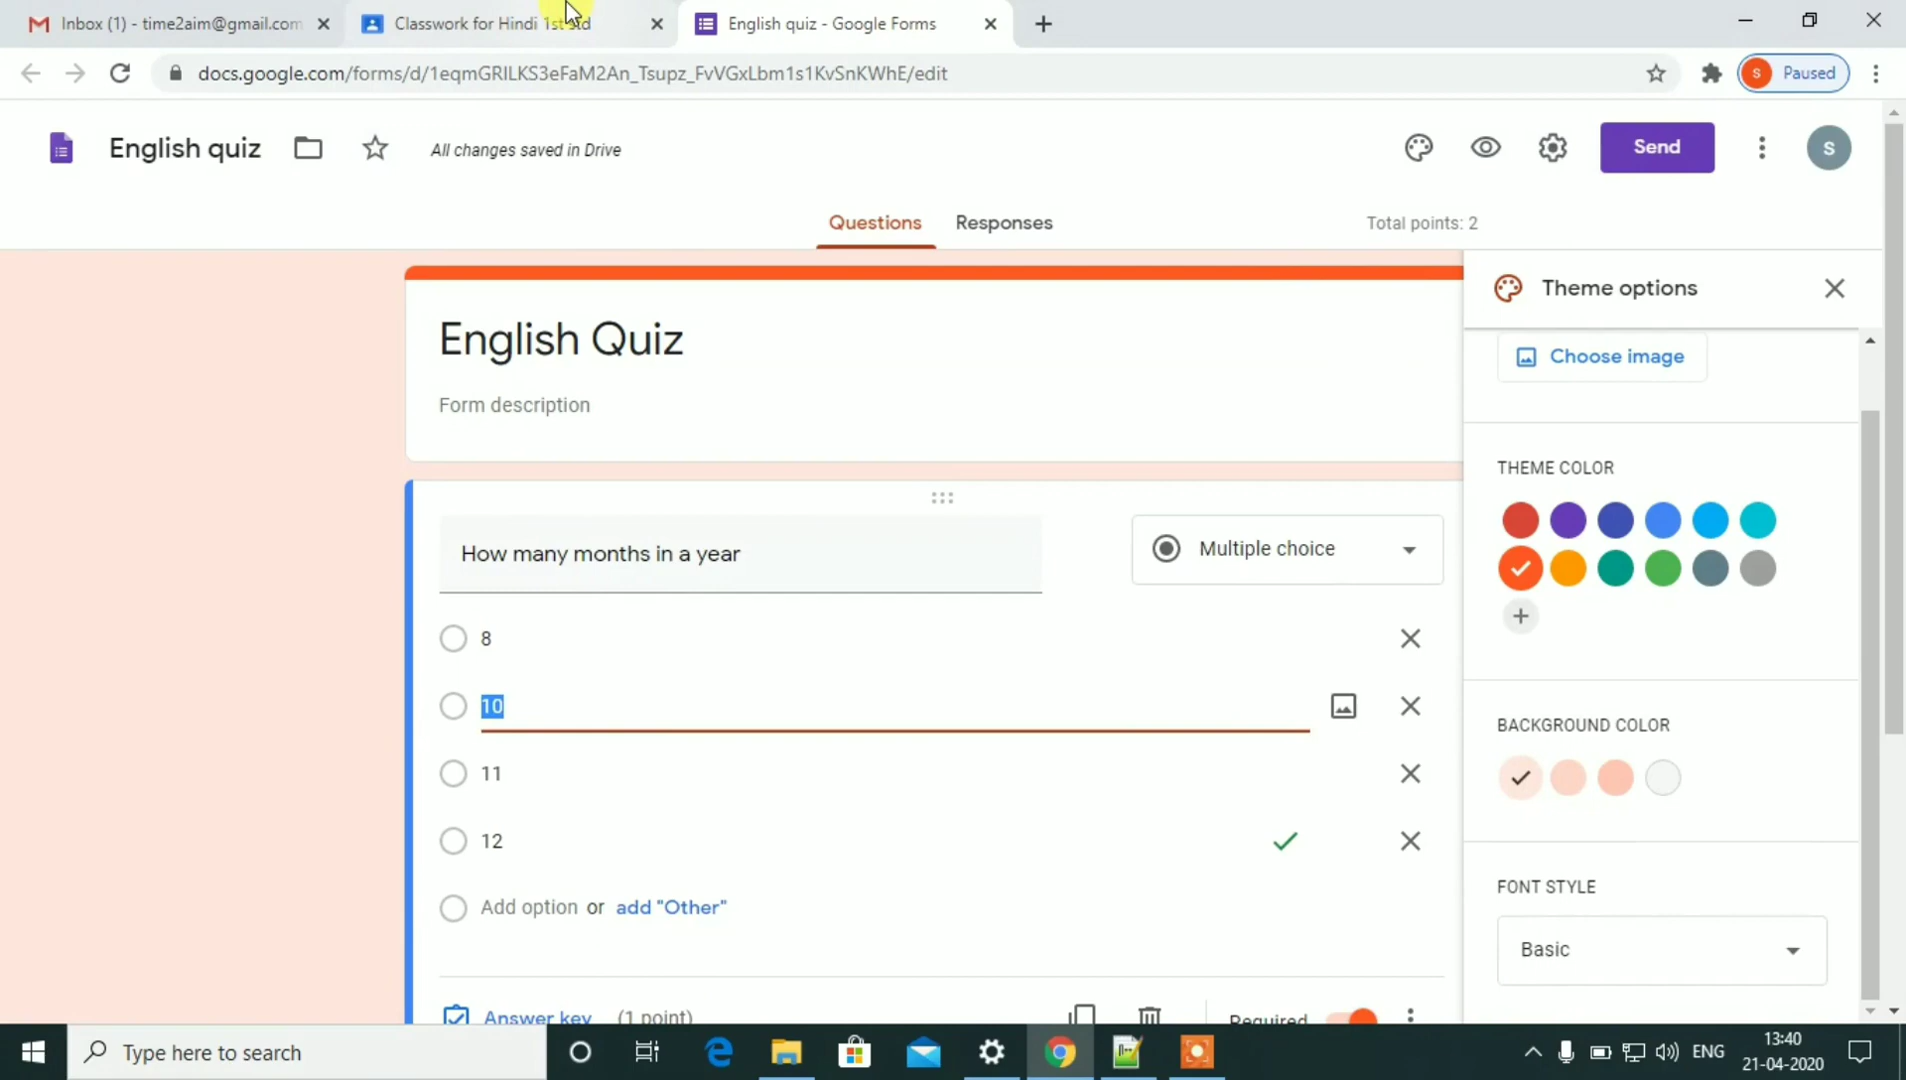 Inbox (1) - time2aim@gmail.com
Classwork for Hindi 1st std
English quiz - Google Forms
docs.google.com/forms/d/1eqmGRILKS3eFaM2An_Tsupz_FvVGxLbm1s1KvSnKWhE/edit
S Paused
English quiz
All changes saved in Drive
Send
S
Questions
Responses
Total points: 2
Theme options
English Quiz
Form description
Choose image
THEME COLOR
How many months in a year
Multiple choice
8
10
11
12
Add option or add "Other"
BACKGROUND COLOR
FONT STYLE
Basic
Answer key (1 point)
Required
Type here to search
ENG
13:40
21-04-2020